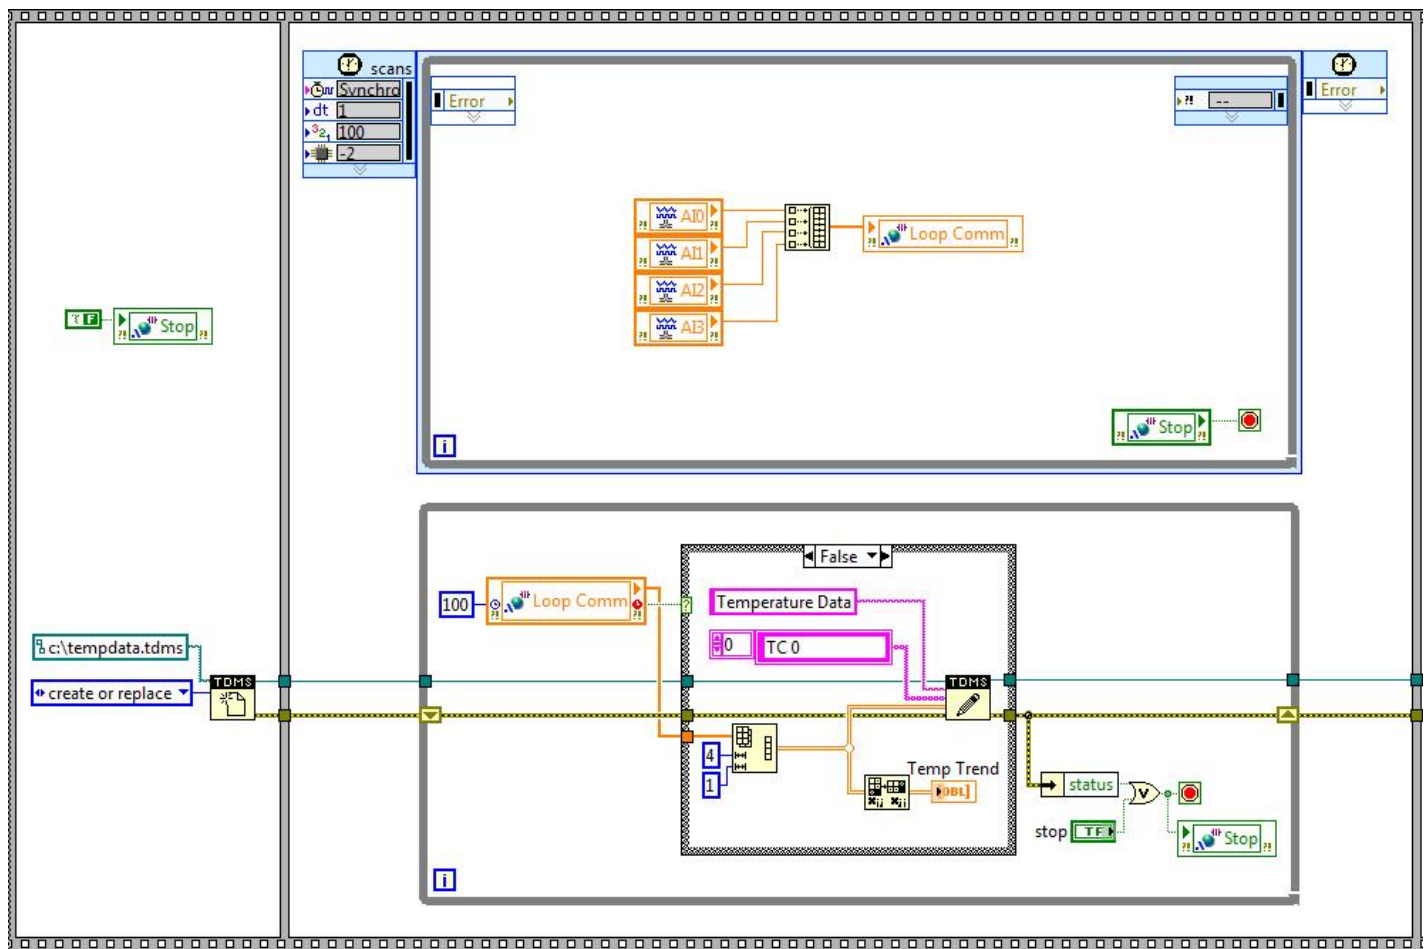 scans
Synchro
dt 1
321 100
-2
Error
?! --
Error
AI0
AI1
AI2
AI3
Loop Comm
F
Stop
Stop
i
False
100
Loop Comm
?
Temperature Data
0
TC 0
c:\tempdata.tdms
create or replace
TDMS
TDMS
4
1
Temp Trend
DBL]
status
V
stop
TF
Stop
i